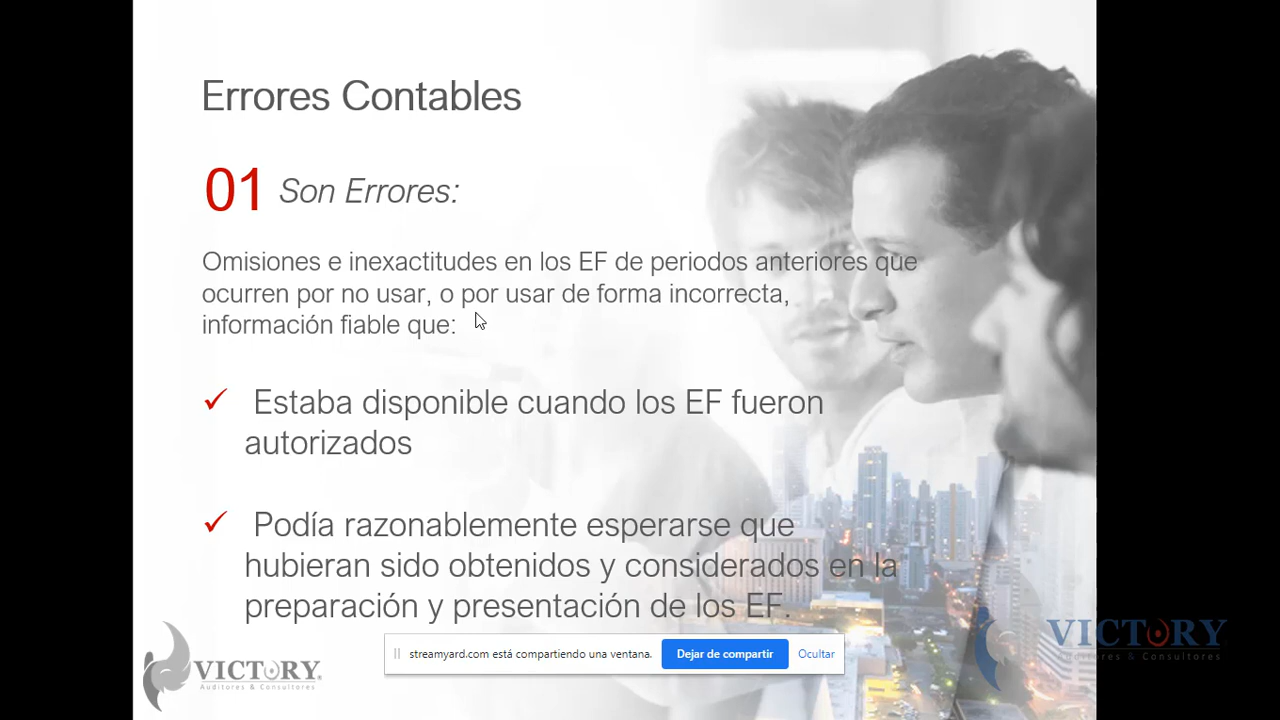 Errores Contables
01 Son Errores:
Omisiones e inexactitudes en los EF de periodos anteriores que
ocurren por no usar, o por usar de forma incorrecta,
información fiable que:
✓ Estaba disponible cuando los EF fueron
autorizados
✓ Podía razonablemente esperarse que
hubieran sido obtenidos y considerados en la
preparación y presentación de los EF.
streamyard.com está compartiendo una ventana. Dejar de compartir Ocultar
VICTORY®
Auditores & Consultores
VICTORY
Auditores & Consultores